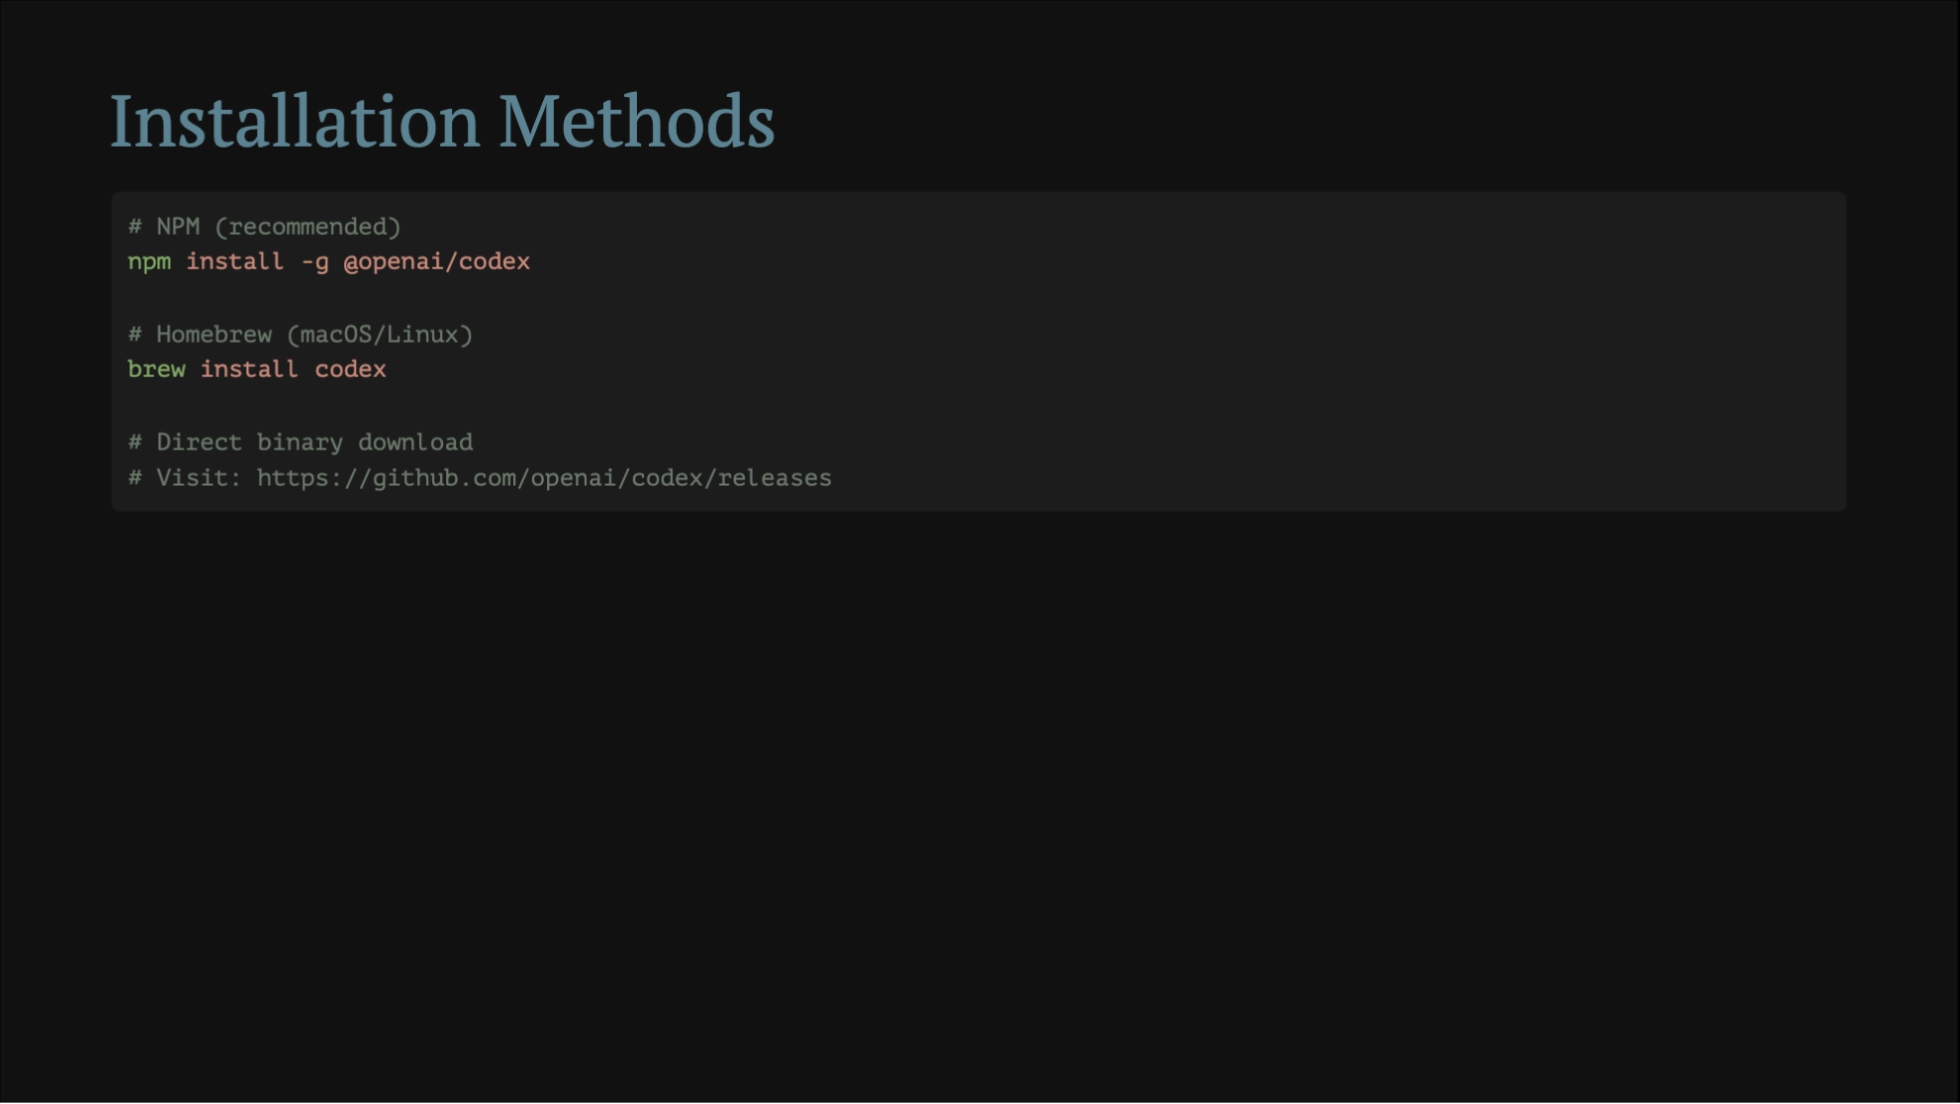 Installation Methods
# NPM (recommended)
npm install -g @openai/codex
# Homebrew (macOS/Linux)
brew install codex
# Direct binary download
# Visit: https://github.com/openai/codex/releases